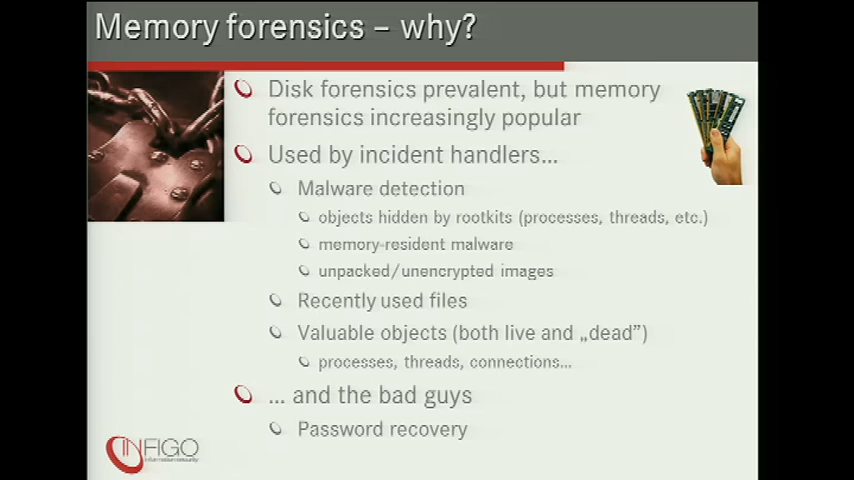 Memory forensics – why?
Disk forensics prevalent, but memory
forensics increasingly popular
Used by incident handlers...
Malware detection
objects hidden by rootkits (processes, threads, etc.)
memory-resident malware
unpacked/unencrypted images
Recently used files
Valuable objects (both live and „dead”)
processes, threads, connections...
... and the bad guys
Password recovery
INFIGO
information security